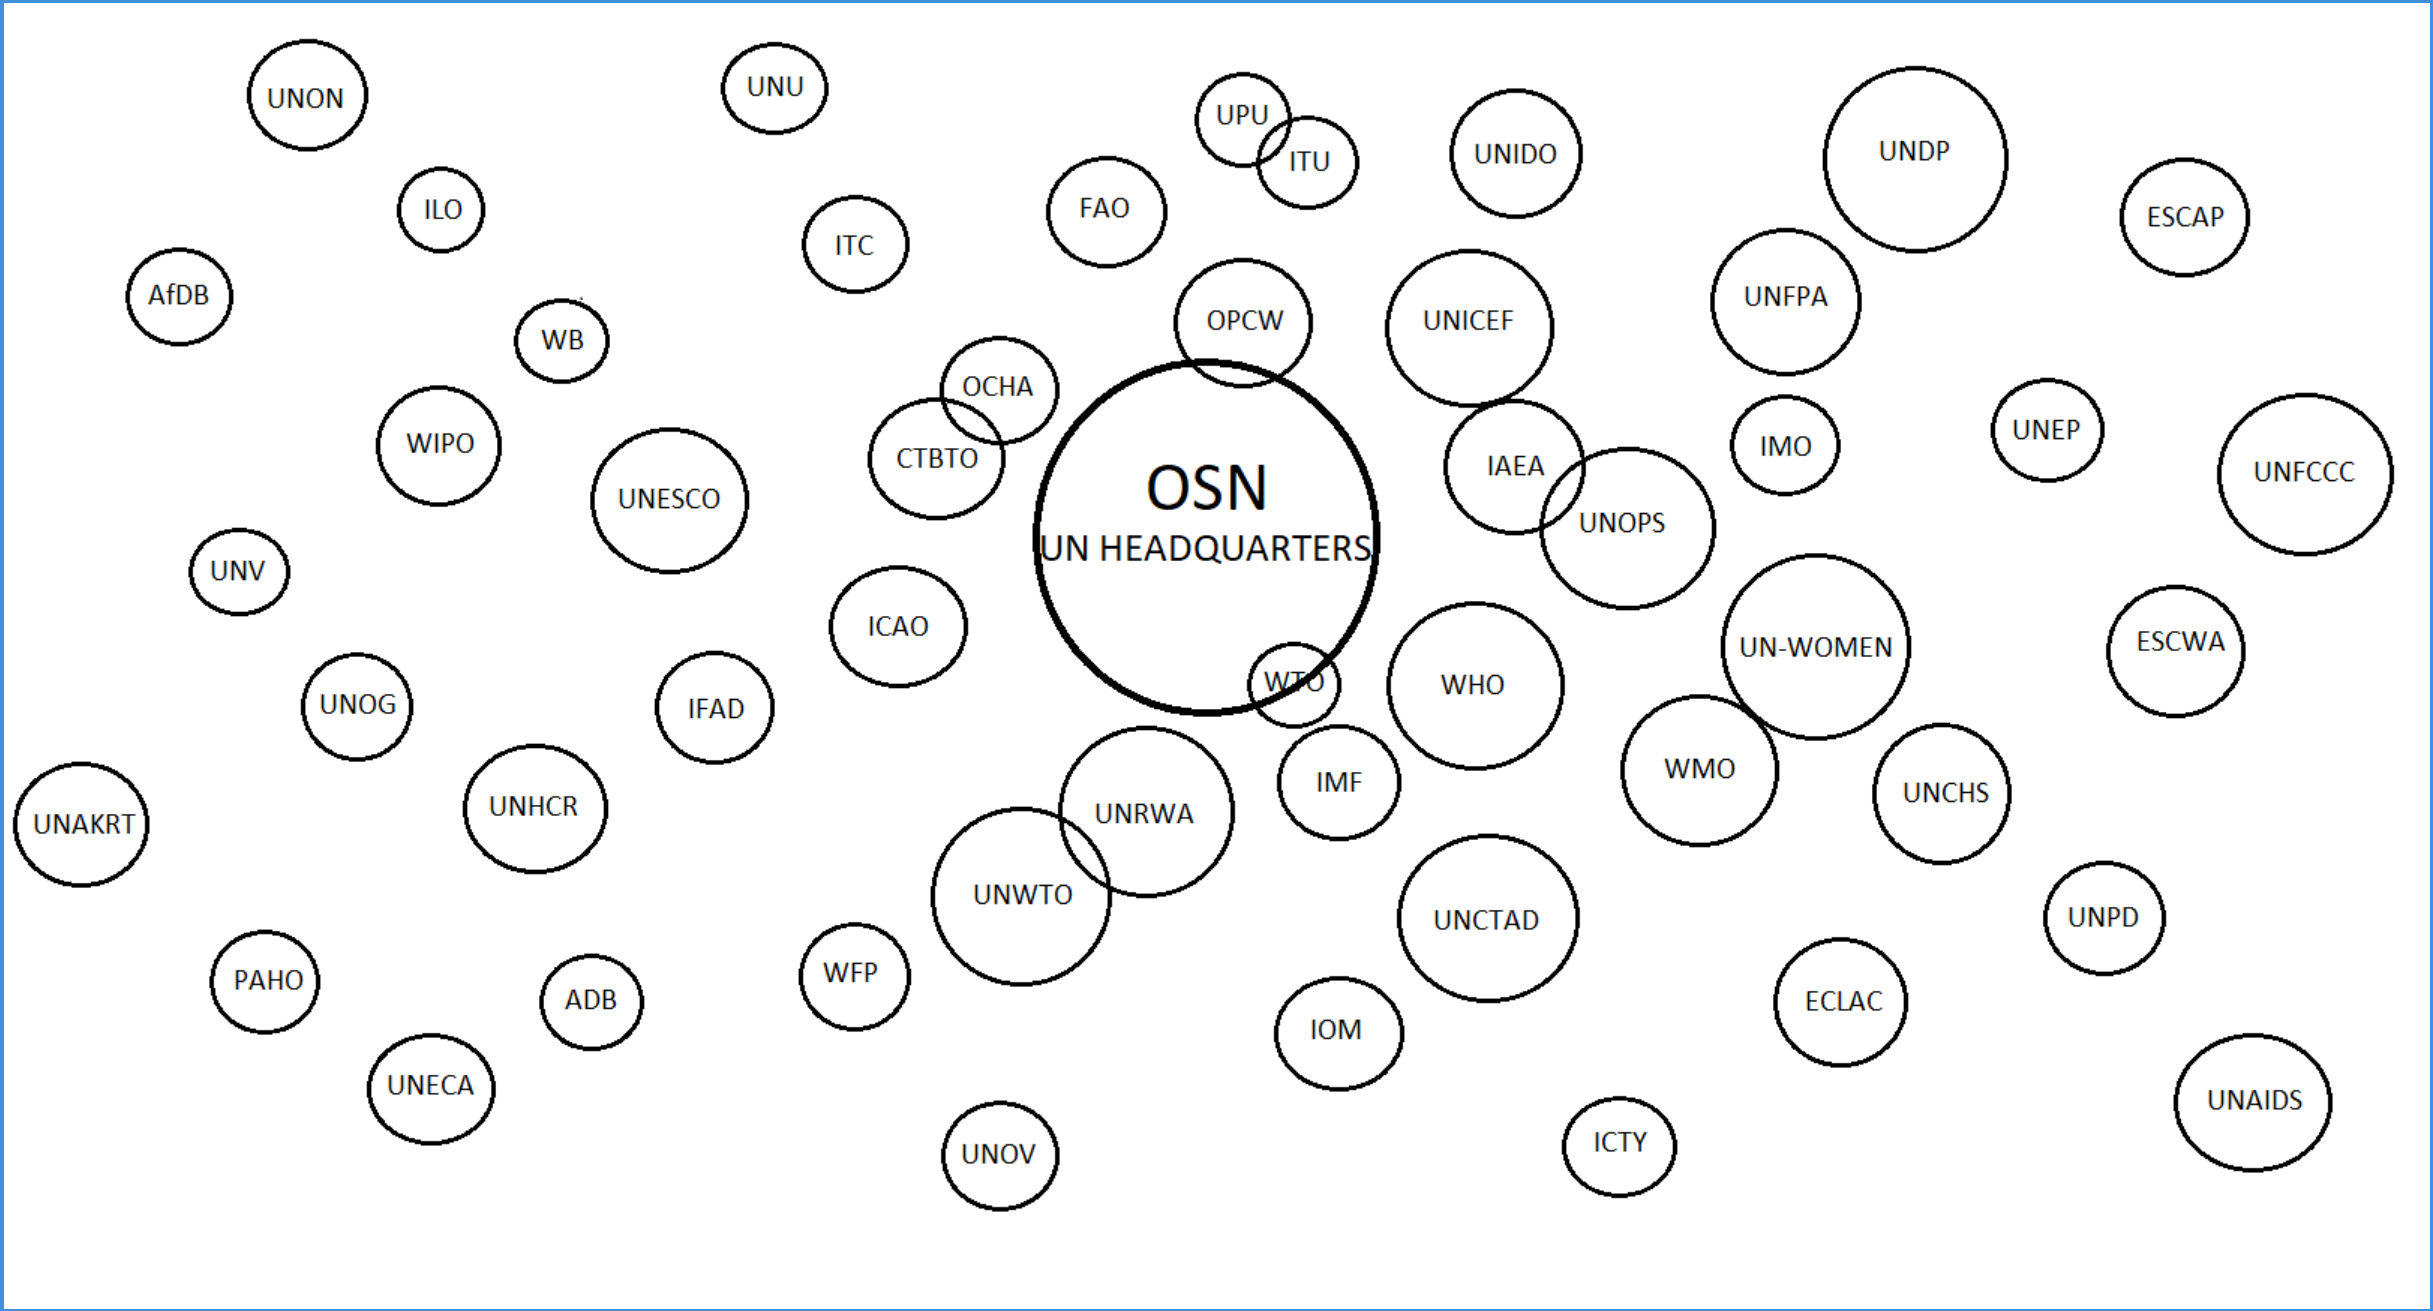 UNON
UNU
UPU
ITU
UNIDO
UNDP
ESCAP
ILO
ITC
FAO
AfDB
WB
OPCW
UNICEF
UNFPA
OCHA
WIPO
UNESCO
CTBTO
OSN
UN HEADQUARTERS
IAEA
UNOPS
IMO
UNEP
UNFCCC
UNV
ICAO
UNOG
IFAD
WTO
WHO
UN-WOMEN
ESCWA
UNAKRT
UNHCR
UNRWA
IMF
WMO
UNCHS
UNWTO
UNCTAD
UNPD
PAHO
ADB
WFP
IOM
ECLAC
UNECA
UNOV
ICTY
UNAIDS